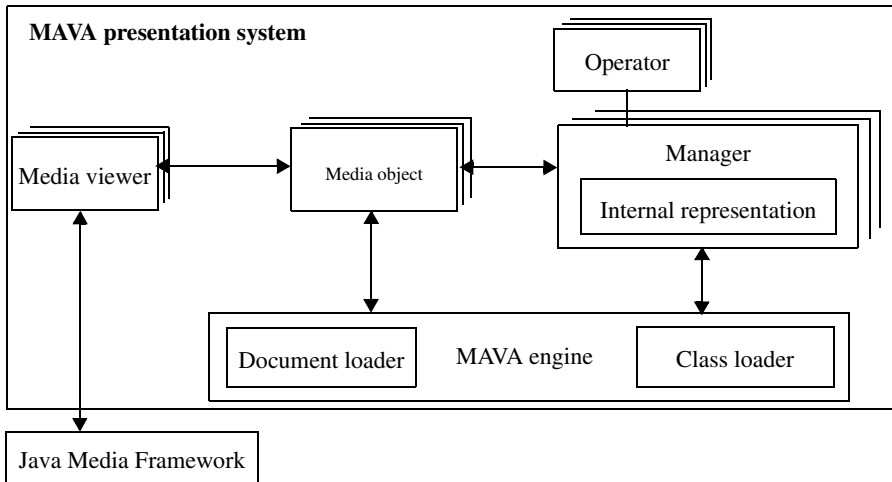 MAVA presentation system
Operator
Manager
Media viewer
Media object
Internal representation
Document loader
MAVA engine
Class loader
Java Media Framework